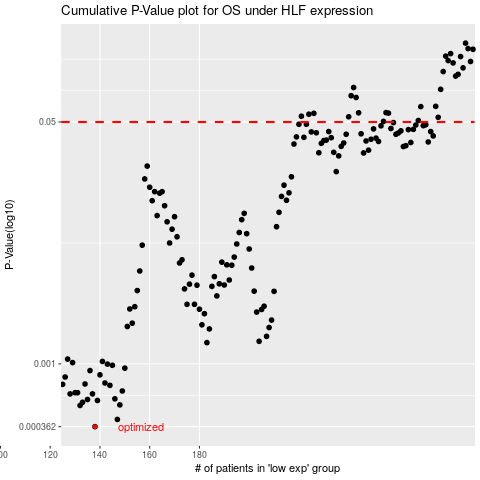 Cumulative P-Value plot for OS under HLF expression
P-Value(log10)
0.05
0.001
0.000362
optimized
00 120 140 160 180
# of patients in 'low exp' group